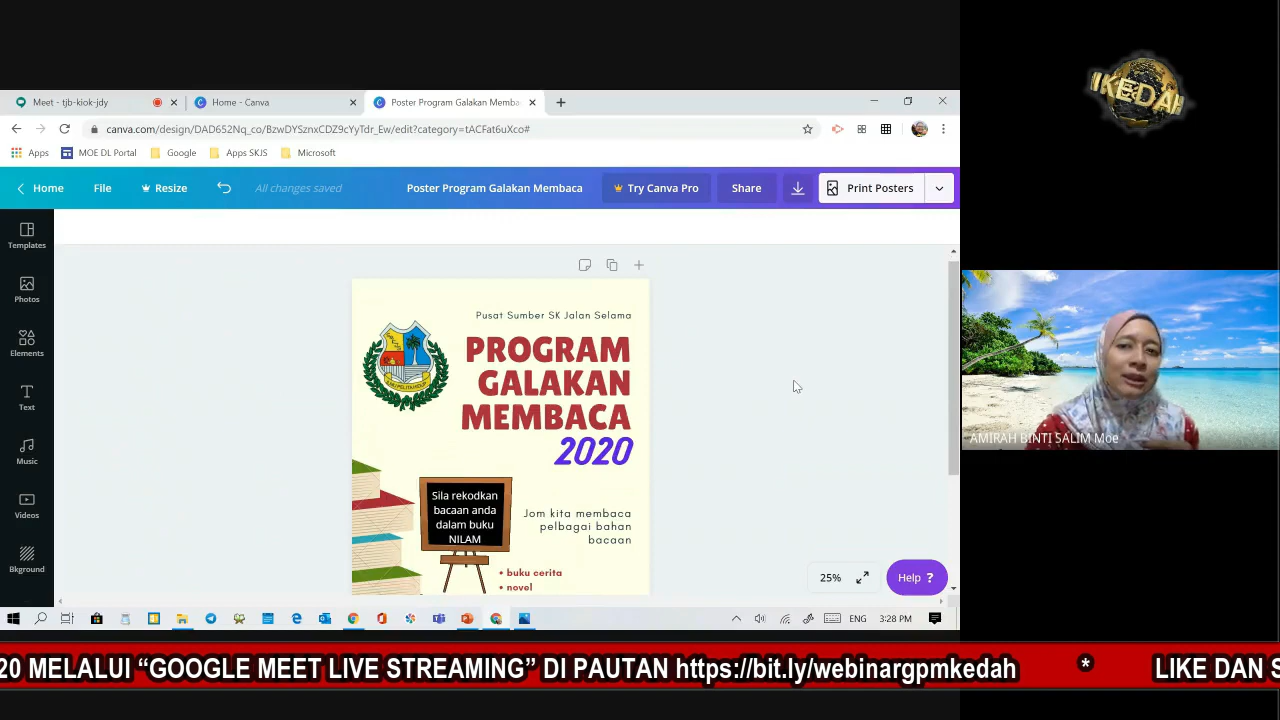 IKEDAH
Meet - tjb-kiok-jdy
Home - Canva
Poster Program Galakan Memba
canva.com/design/DAD652Nq_co/BzwDYSznxCDZ9cYyTdr_Ew/edit?category=tACFat6uXco#
Apps
MOE DL Portal
Google
Apps SKJS
Microsoft
Home
File
Resize
All changes saved
Poster Program Galakan Membaca
Try Canva Pro
Share
Print Posters
Templates
Photos
Elements
Text
Music
Videos
Bkground
Pusat Sumber SK Jalan Selama
PROGRAM
GALAKAN
MEMBACA
2020
Sila rekodkan
bacaan anda
dalam buku
NILAM
Jom kita membaca
pelbagai bahan
bacaan
• buku cerita
• novel
25%
Help ?
AMIRAH BINTI SALIM Moe
ENG
3:28 PM
20 MELALUI “GOOGLE MEET LIVE STREAMING” DI PAUTAN https://bit.ly/webinargpmkedah * LIKE DAN S